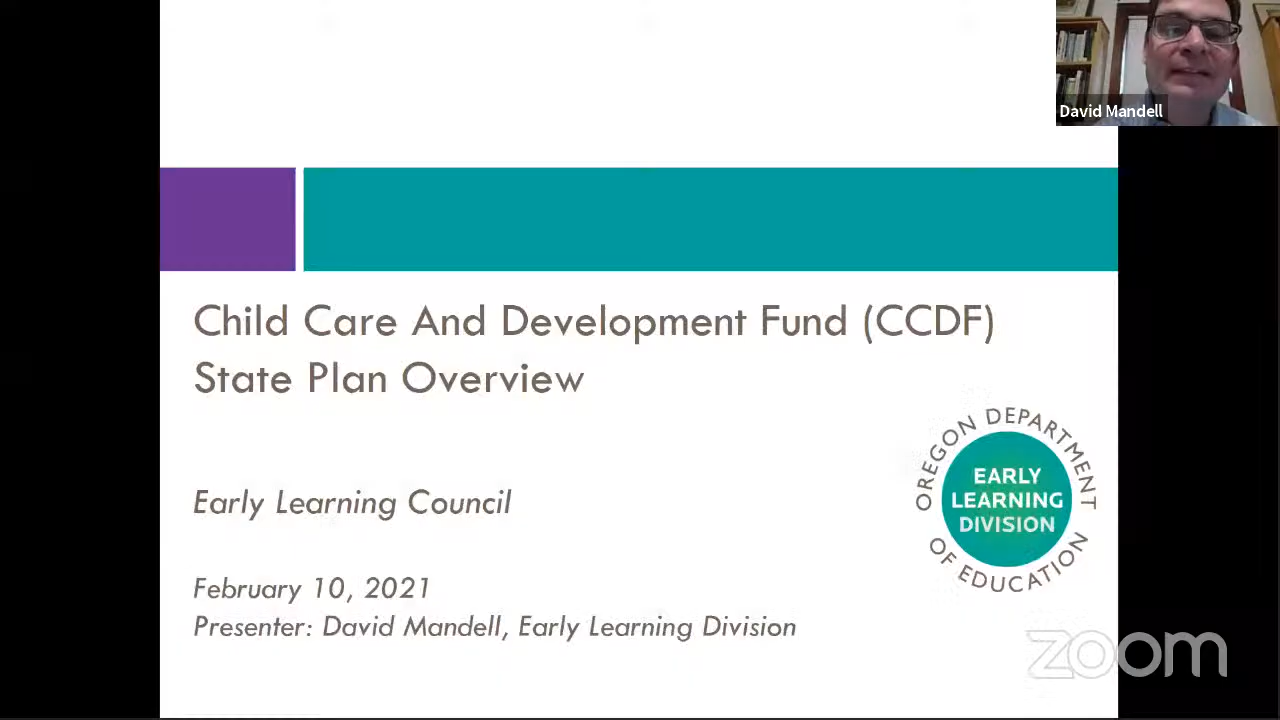 David Mandell
Child Care And Development Fund (CCDF)
State Plan Overview
Early Learning Council
February 10, 2021
Presenter: David Mandell, Early Learning Division
OREGON DEPARTMENT
OF EDUCATION
EARLY
LEARNING
DIVISION
zoom